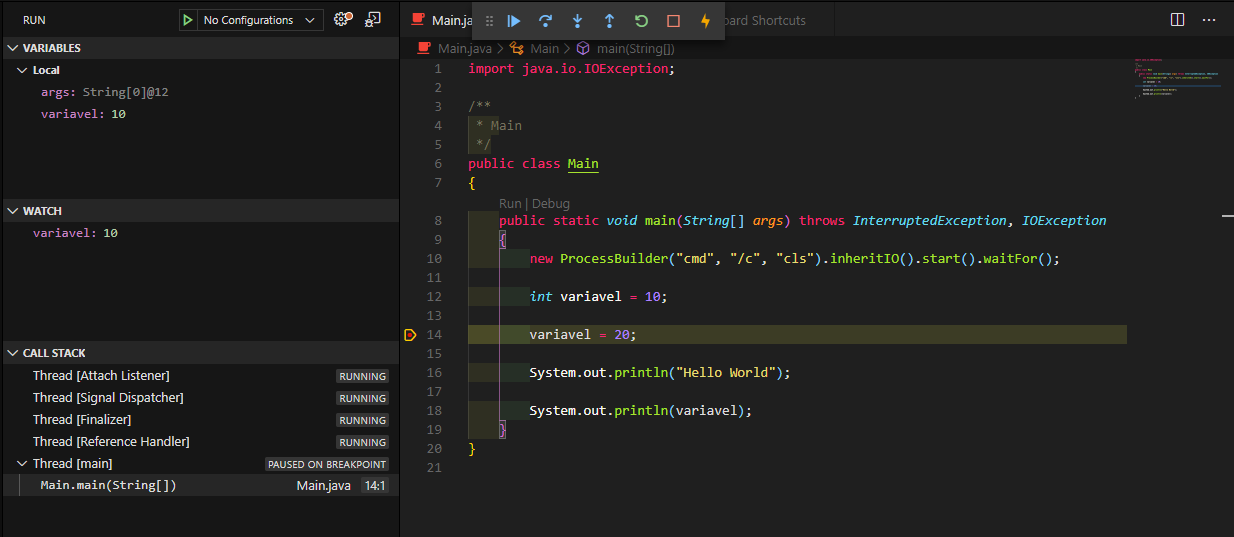 RUN
No Configurations
VARIABLES
Local
args: String[0]@12
variavel: 10
WATCH
variavel: 10
CALL STACK
Thread [Attach Listener] RUNNING
Thread [Signal Dispatcher] RUNNING
Thread [Finalizer] RUNNING
Thread [Reference Handler] RUNNING
Thread [main] PAUSED ON BREAKPOINT
Main.main(String[]) Main.java 14:1
Main.ja
Shortcuts
Main.java > Main > main(String[])
1 import java.io.IOException;
2
3 /**
4 * Main
5 */
6 public class Main
7 {
Run | Debug
8 public static void main(String[] args) throws InterruptedException, IOException
9 {
10 new ProcessBuilder("cmd", "/c", "cls").inheritIO().start().waitFor();
11
12 int variavel = 10;
13
14 variavel = 20;
15
16 System.out.println("Hello World");
17
18 System.out.println(variavel);
19 }
20 }
21